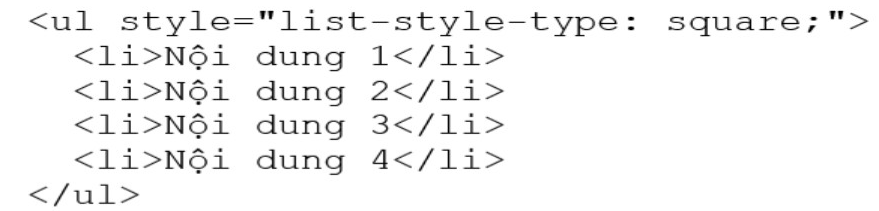 <ul style="list-style-type: square;">
<li>Nội dung 1</li>
<li>Nội dung 2</li>
<li>Nội dung 3</li>
<li>Nội dung 4</li>
</ul>